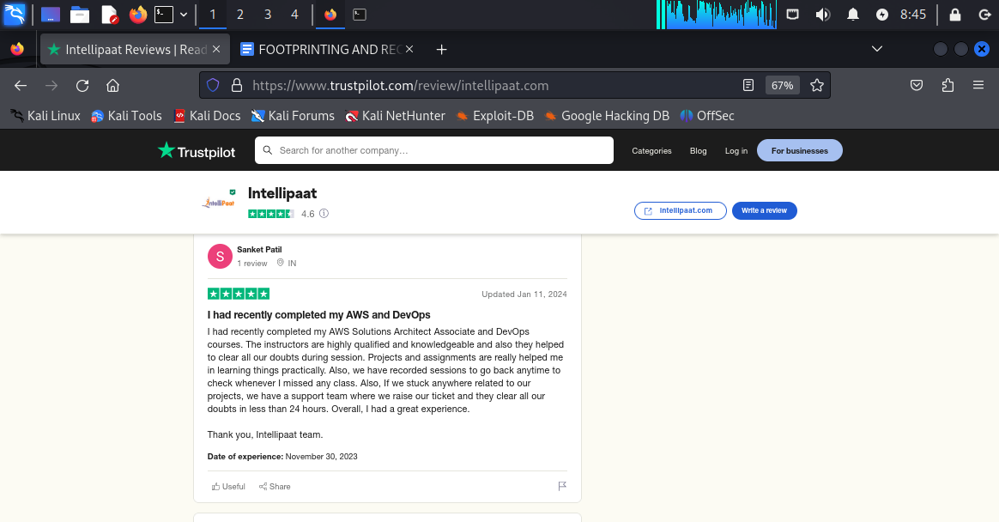 1 2 3 4 8:45
Intellipaat Reviews | Read FOOTPRINTING AND REC
https://www.trustpilot.com/review/intellipaat.com 67%
Kali Linux Kali Tools Kali Docs Kali Forums Kali NetHunter Exploit-DB Google Hacking DB OffSec
Trustpilot Search for another company... Categories Blog Log in For businesses
Intellipaat
IntelliPaat
4.6
intellipaat.com Write a review
S Sanket Patil
1 review IN
Updated Jan 11, 2024
I had recently completed my AWS and DevOps
I had recently completed my AWS Solutions Architect Associate and DevOps
courses. The instructors are highly qualified and knowledgeable and also they helped
to clear all our doubts during session. Projects and assignments are really helped me
in learning things practically. Also, we have recorded sessions to go back anytime to
check whenever I missed any class. Also, If we stuck anywhere related to our
projects, we have a support team where we raise our ticket and they clear all our
doubts in less than 24 hours. Overall, I had a great experience.
Thank you, Intellipaat team.
Date of experience: November 30, 2023
Useful Share